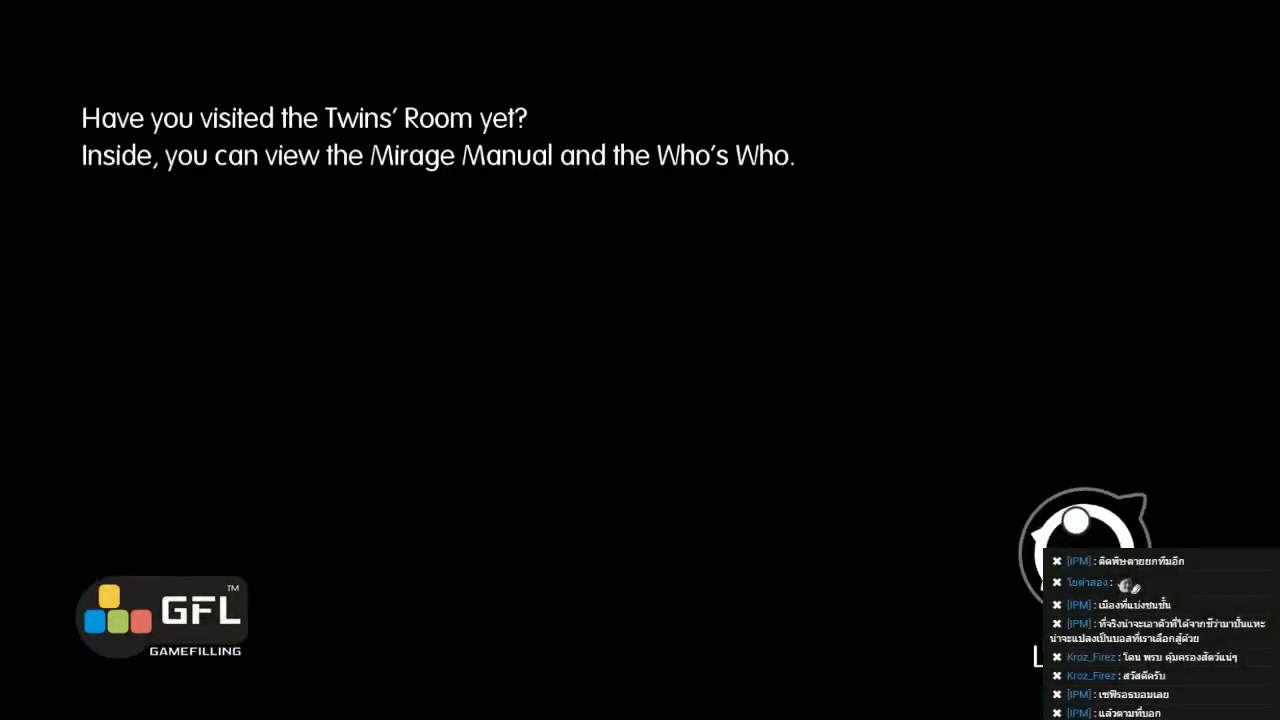 Have you visited the Twins' Room yet?
Inside, you can view the Mirage Manual and the Who's Who.
GFL™
GAMEFILLING
L
✖ [IPM] : ติดพิษตายยกทีมอีก
✖ โยต๋าสอง :
✖ [IPM] : เมืองที่แบ่งชนชั้น
✖ [IPM] : ที่จริงน่าจะเอาตัวที่ได้จากชีว่ามาปั้นแหะ
น่าจะแปลงเป็นบอสที่เราเลือกสู้ด้วย
✖ Kroz_Firez : โดน พรบ คุ้มครองสัตว์แน่ๆ
✖ Kroz_Firez : สวัสดีครับ
✖ [IPM] : เซฟิรอธบอมเลย
✖ [IPM] : แล้วตามที่บอก